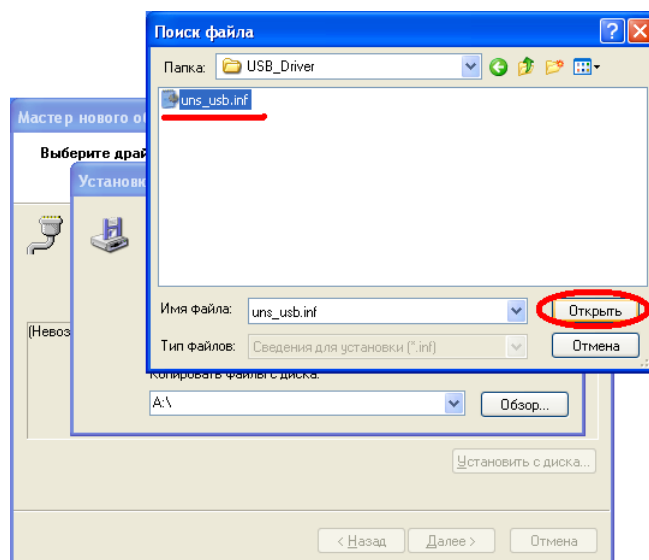 Поиск файла
Папка: USB_Driver
uns_usb.inf
Мастер нового об
Выберите драй
Установк
(Невоз
Имя файла: uns_usb.inf Открыть
Тип файлов: Сведения для установки (*.inf) Отмена
Копировать файлы с диска:
A:\ Обзор...
Установить с диска...
< Назад Далее > Отмена